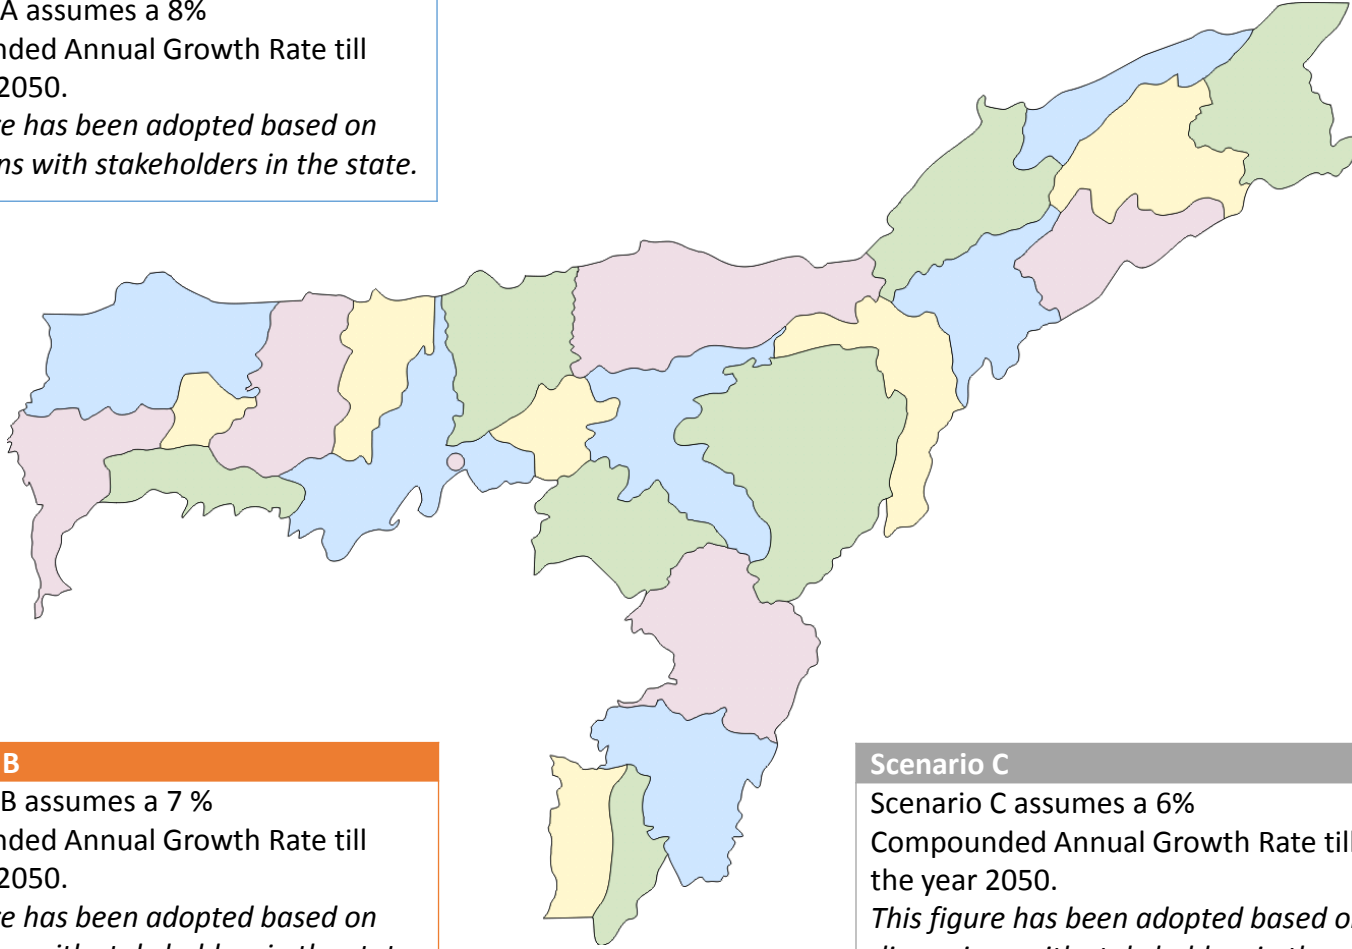 A assumes a 8%
nded Annual Growth Rate till
2050.
re has been adopted based on
ns with stakeholders in the state.
B
B assumes a 7 %
nded Annual Growth Rate till
2050.
re has been adopted based on
Scenario C
Scenario C assumes a 6%
Compounded Annual Growth Rate till
the year 2050.
This figure has been adopted based o